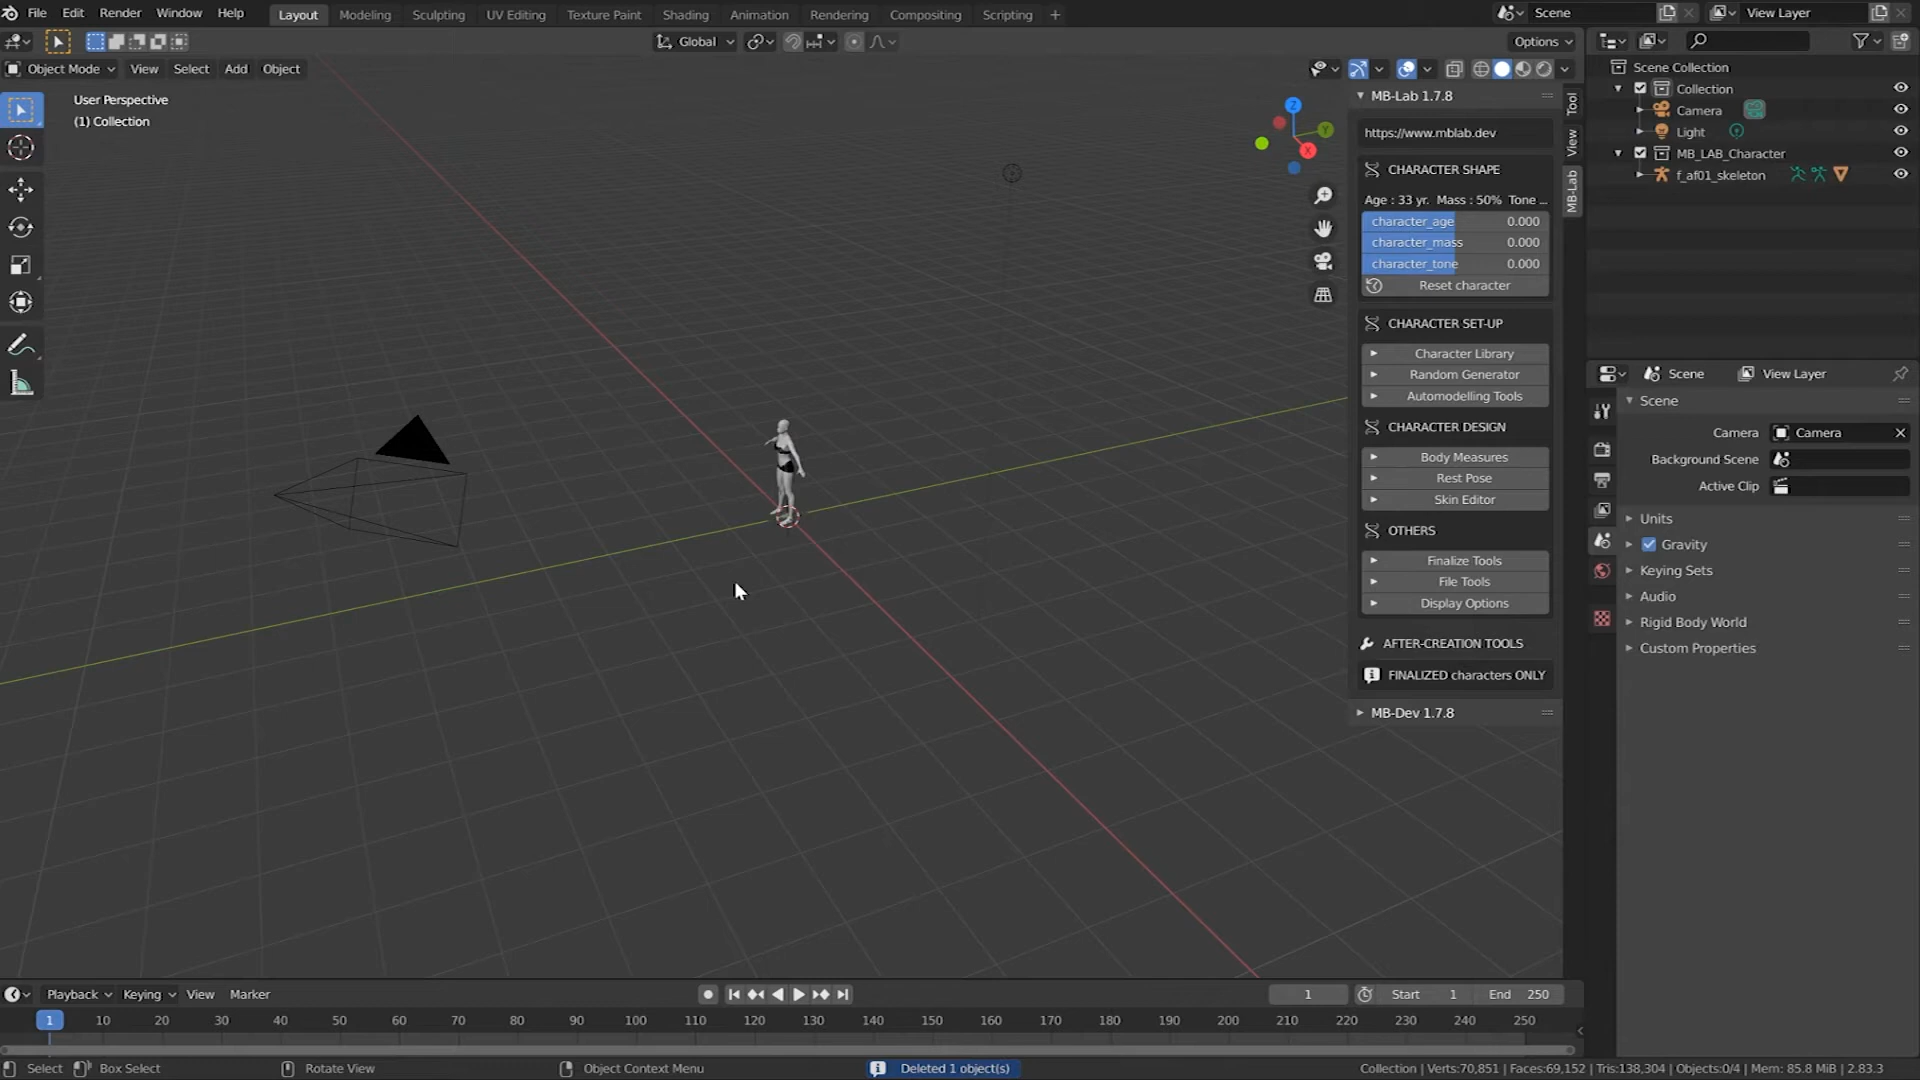 File Edit Render Window Help Layout Modeling Sculpting UV Editing Texture Paint Shading Animation Rendering Compositing Scripting + Scene View Layer
Global Options
Object Mode View Select Add Object
User Perspective
(1) Collection
Z
Y
X
MB-Lab 1.7.8
https://www.mblab.dev
CHARACTER SHAPE
Age : 33 yr. Mass : 50% Tone ...
character_age 0.000
character_mass 0.000
character_tone 0.000
Reset character
CHARACTER SET-UP
Character Library
Random Generator
Automodelling Tools
CHARACTER DESIGN
Body Measures
Rest Pose
Skin Editor
OTHERS
Finalize Tools
File Tools
Display Options
AFTER-CREATION TOOLS
FINALIZED characters ONLY
MB-Dev 1.7.8
Tool
View
MB-Lab
Scene Collection
Collection
Camera
Light
MB_LAB_Character
f_af01_skeleton
Scene View Layer
Scene
Camera Camera
Background Scene
Active Clip
Units
Gravity
Keying Sets
Audio
Rigid Body World
Custom Properties
Playback Keying View Marker 1 Start 1 End 250
1 10 20 30 40 50 60 70 80 90 100 110 120 130 140 150 160 170 180 190 200 210 220 230 240 250
Select Box Select Rotate View Object Context Menu Deleted 1 object(s) Collection | Verts:70,851 | Faces:69,152 | Tris:138,304 | Objects:0/4 | Mem: 85.8 MiB | 2.83.3